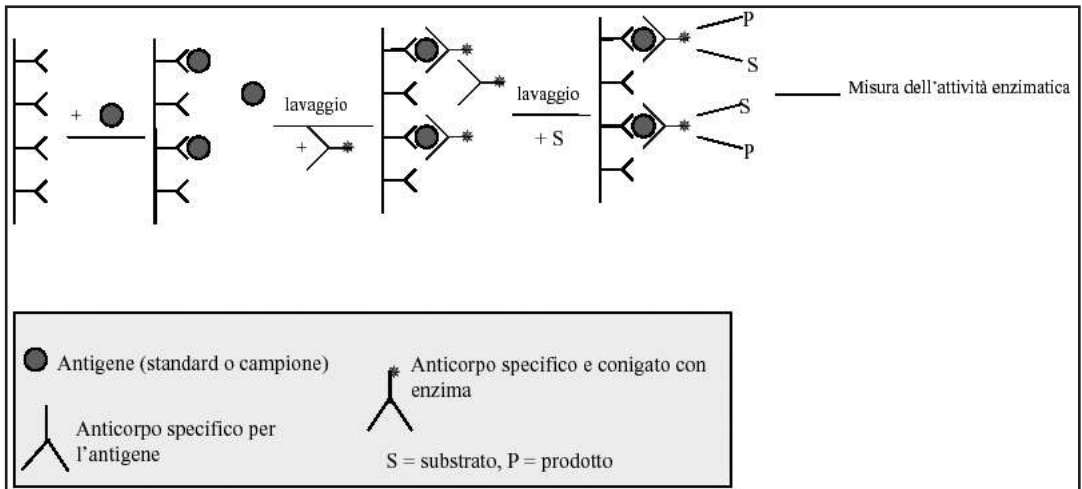 +
lavaggio
+
lavaggio
+ S
P
S
S
P
Misura dell'attività enzimatica
Antigene (standard o campione)
Anticorpo specifico per
l'antigene
Anticorpo specifico e conigato con
enzima
S = substrato, P = prodotto